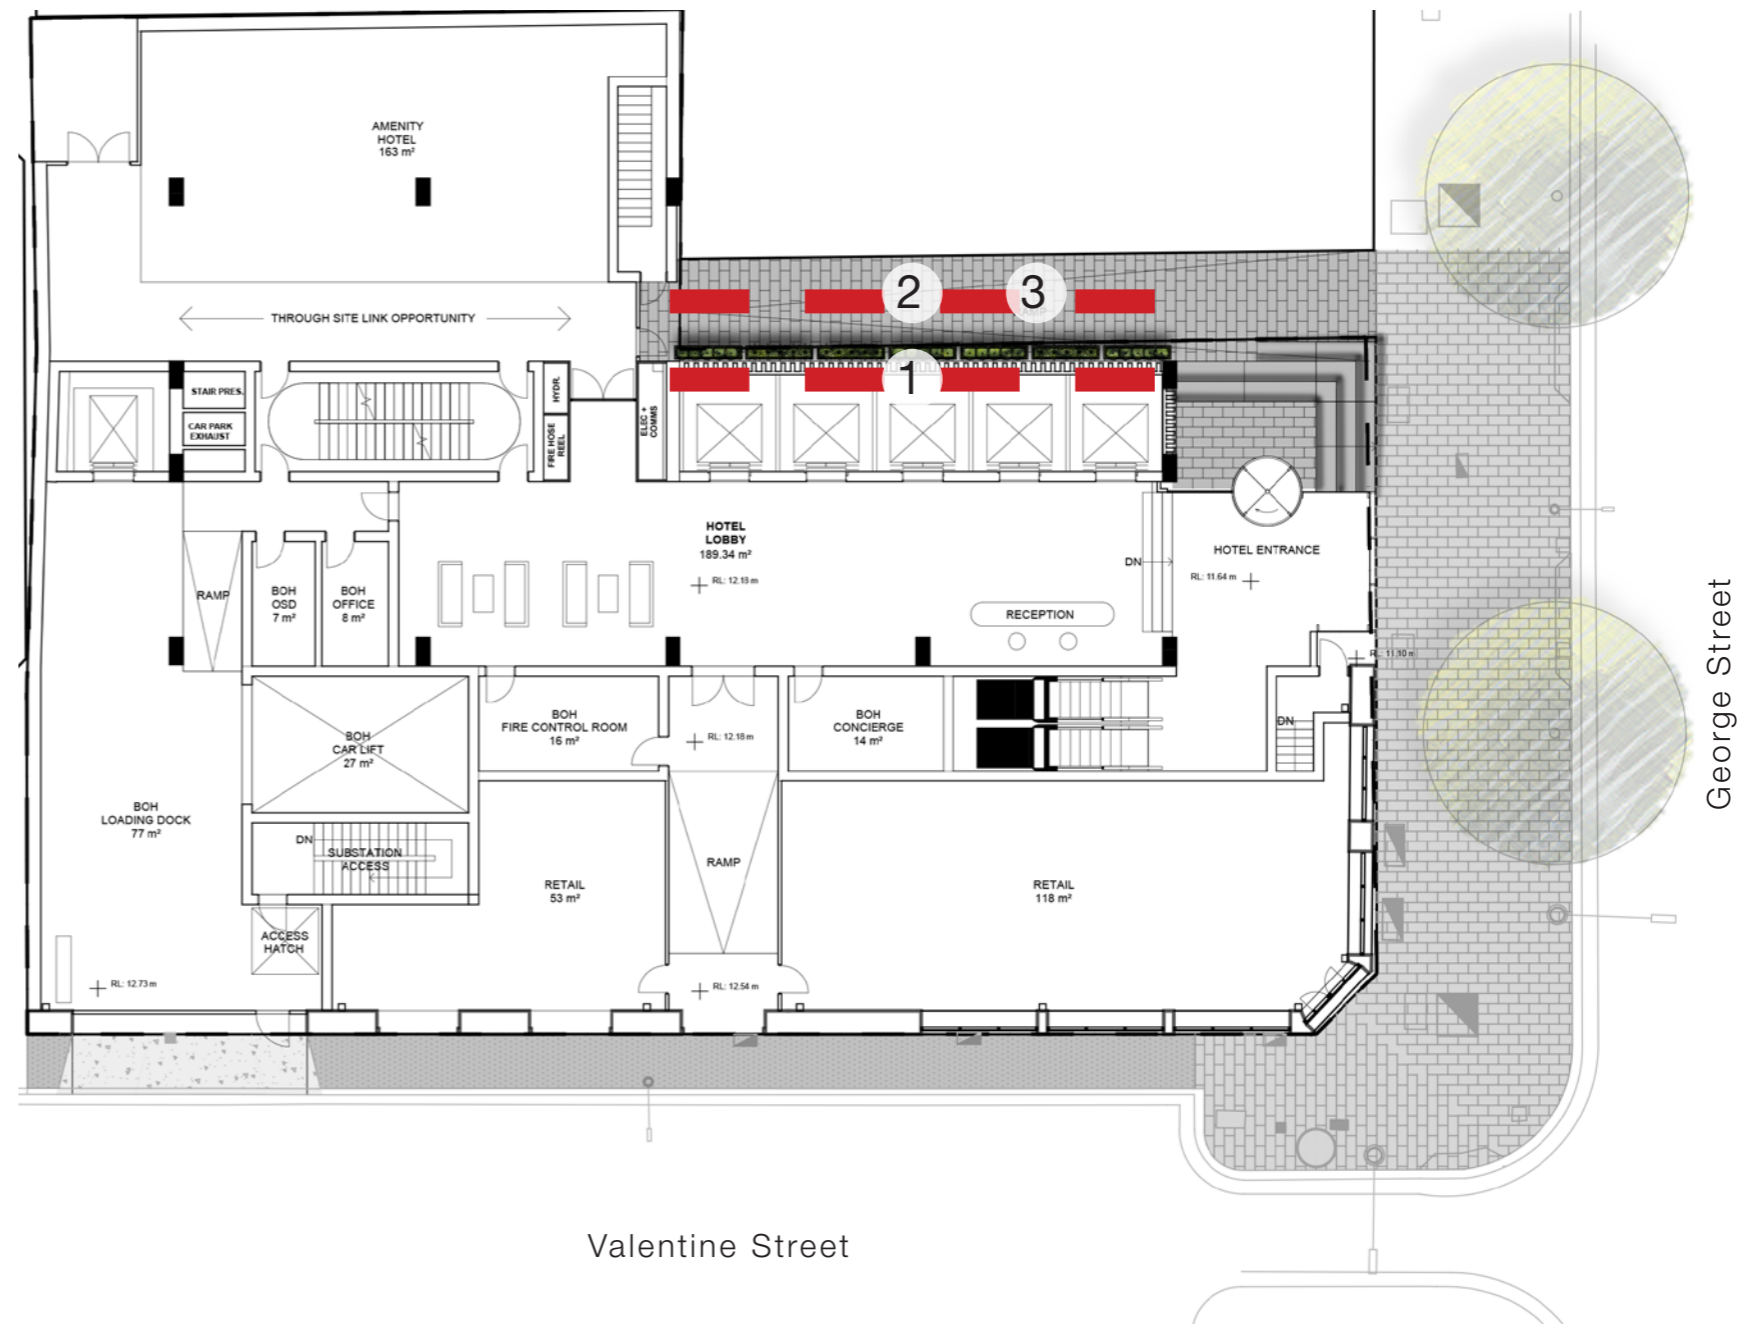 AMENITY
HOTEL
163 m²
THROUGH SITE LINK OPPORTUNITY
2
3
1
STAIR PRES.
CAR PARK
EXHAUST
HYDR.
FIRE HOSE
REEL
ELEC +
COMMS
HOTEL
LOBBY
189.34 m²
RL: 12.18 m
DN
HOTEL ENTRANCE
RL: 11.64 m
RAMP
BOH
OSD
7 m²
BOH
OFFICE
8 m²
RECEPTION
RL: 11.10 m
BOH
CAR LIFT
27 m²
BOH
FIRE CONTROL ROOM
16 m²
RL: 12.18 m
BOH
CONCIERGE
14 m²
DN
George Street
BOH
LOADING DOCK
77 m²
DN
SUBSTATION
ACCESS
RAMP
RETAIL
53 m²
RETAIL
118 m²
ACCESS
HATCH
RL: 12.73 m
RL: 12.54 m
Valentine Street